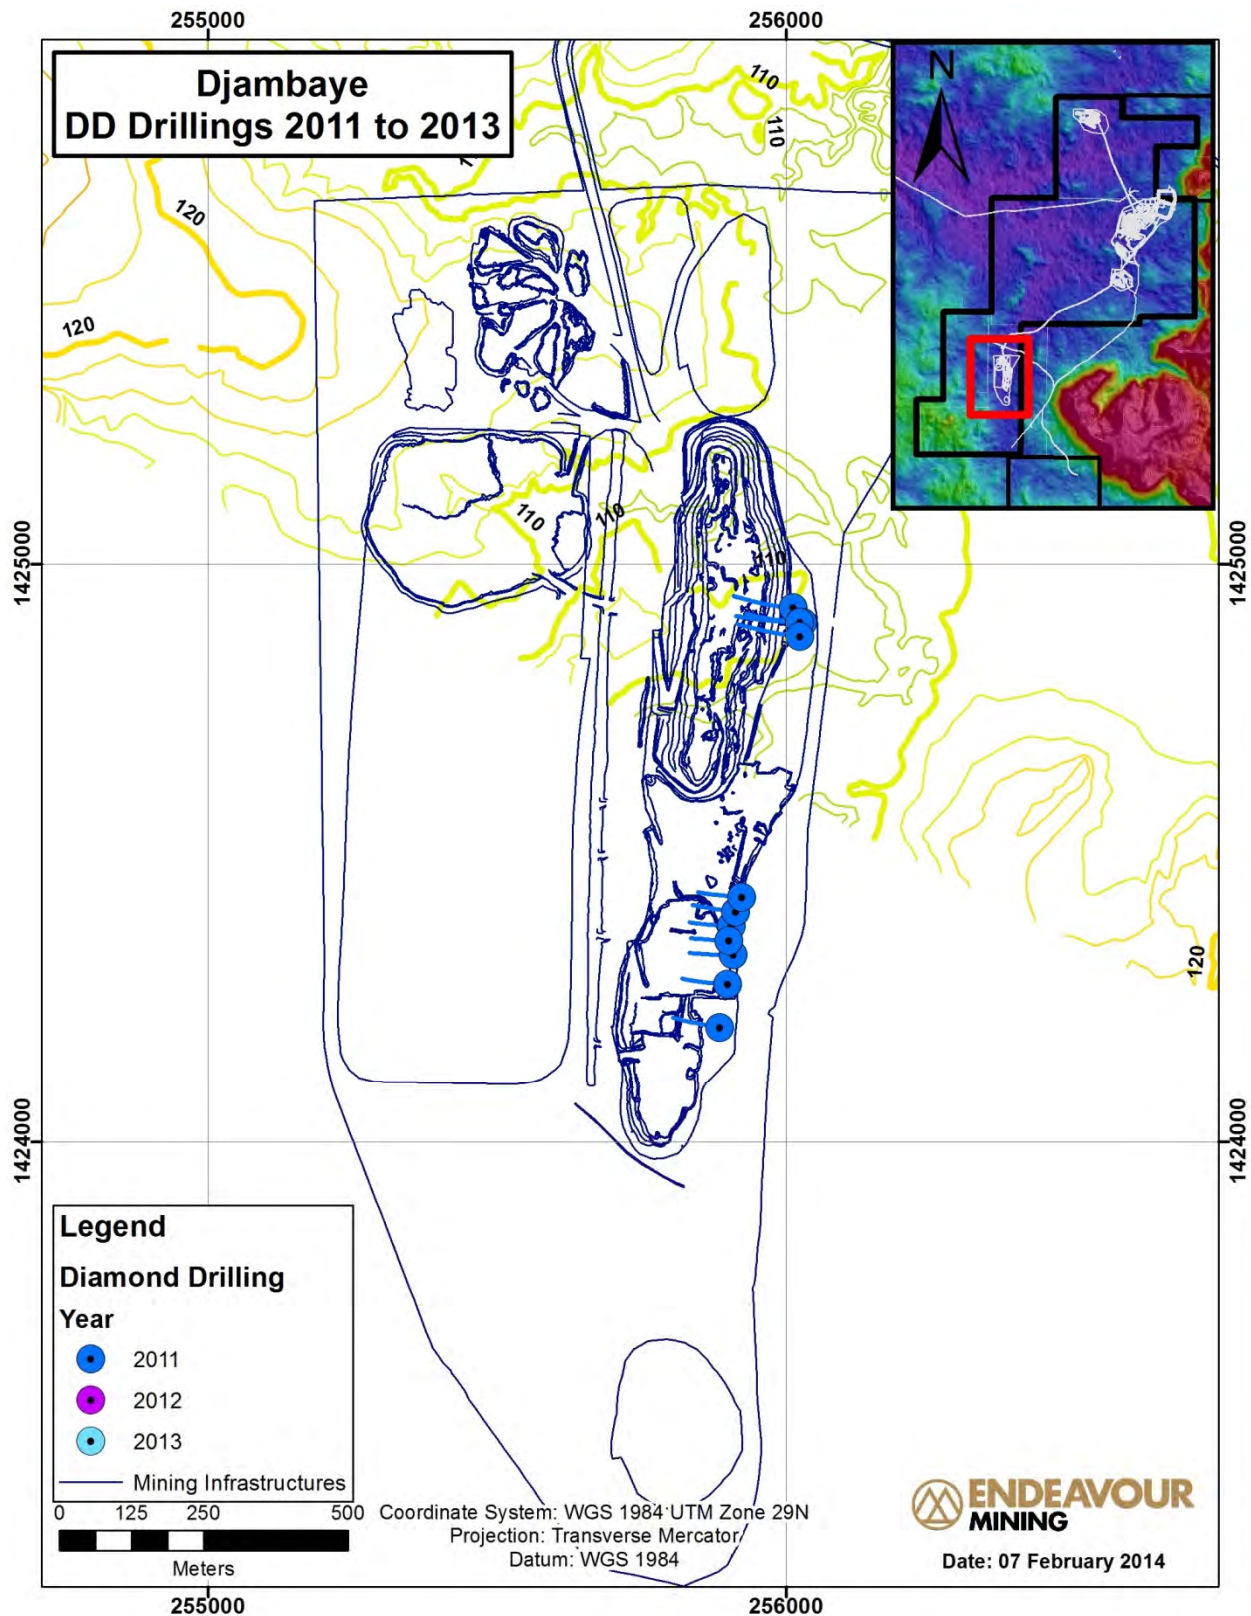 255000
256000
Djambaye
DD Drillings 2011 to 2013
N
110
110
120
120
110
110
110
1425000
1425000
120
1424000
1424000
Legend
Diamond Drilling
Year
2011
2012
2013
Mining Infrastructures
0 125 250 500
Meters
Coordinate System: WGS 1984 UTM Zone 29N
Projection: Transverse Mercator
Datum: WGS 1984
ENDEAVOUR
MINING
Date: 07 February 2014
255000
256000